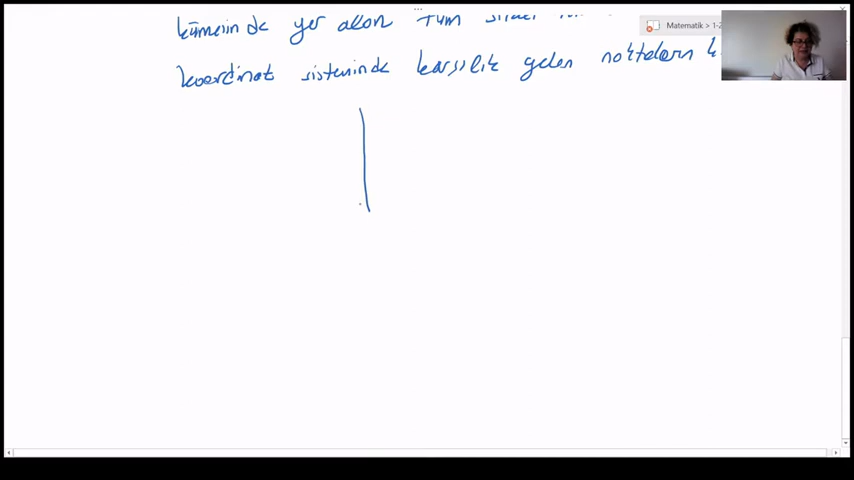 kümesinde yer alan tüm
Matematik > 1-2
koordinat sisteminde karşılık gelen noktaların